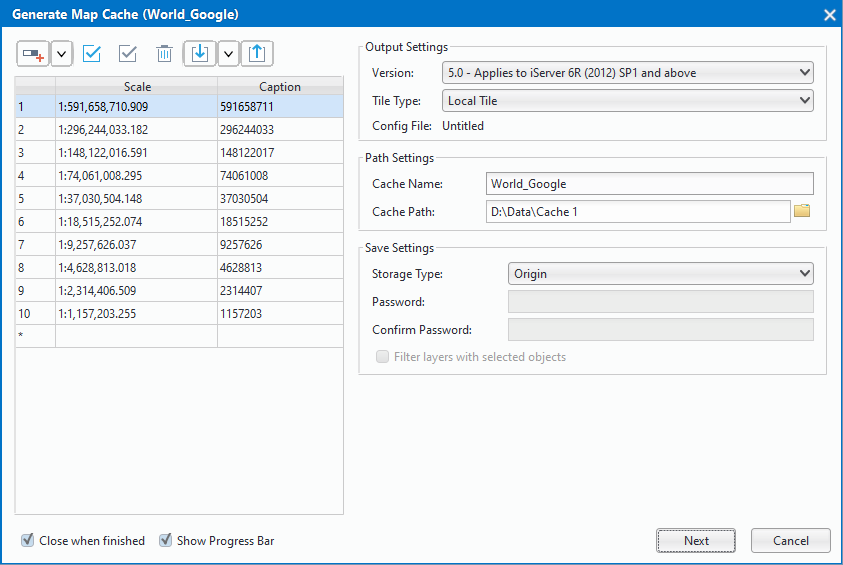 Generate Map Cache (World_Google)
Scale Caption
1 1:591,658,710.909 591658711
2 1:296,244,033.182 296244033
3 1:148,122,016.591 148122017
4 1:74,061,008.295 74061008
5 1:37,030,504.148 37030504
6 1:18,515,252.074 18515252
7 1:9,257,626.037 9257626
8 1:4,628,813.018 4628813
9 1:2,314,406.509 2314407
10 1:1,157,203.255 1157203
*
Output Settings
Version: 5.0 - Applies to iServer 6R (2012) SP1 and above
Tile Type: Local Tile
Config File: Untitled
Path Settings
Cache Name: World_Google
Cache Path: D:\Data\Cache 1
Save Settings
Storage Type: Origin
Password:
Confirm Password:
Filter layers with selected objects
Close when finished Show Progress Bar Next Cancel